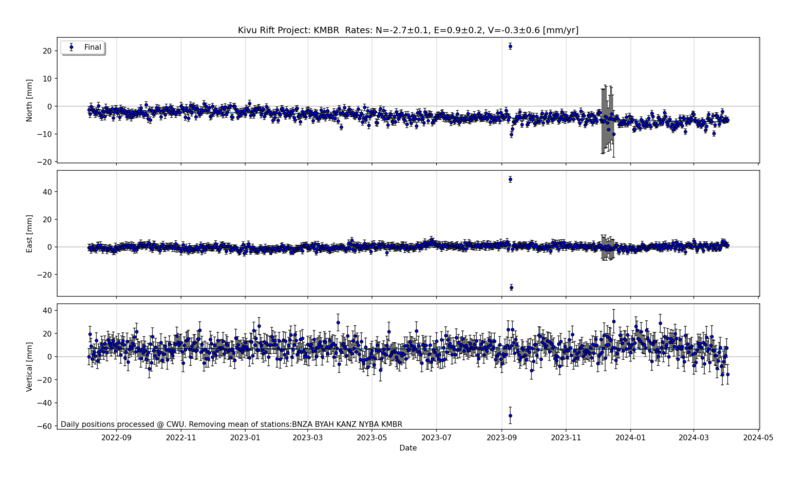 Kivu Rift Project: KMBR  Rates: N=-2.7±0.1, E=0.9±0.2, V=-0.3±0.6 [mm/yr]
Final
20
10
0
−10
−20
North [mm]
40
20
0
−20
East [mm]
40
20
0
−20
−40
−60
Vertical [mm]
Daily positions processed @ CWU. Removing mean of stations:BNZA BYAH KANZ NYBA KMBR
2022-09 2022-11 2023-01 2023-03 2023-05 2023-07 2023-09 2023-11 2024-01 2024-03 2024-05
Date